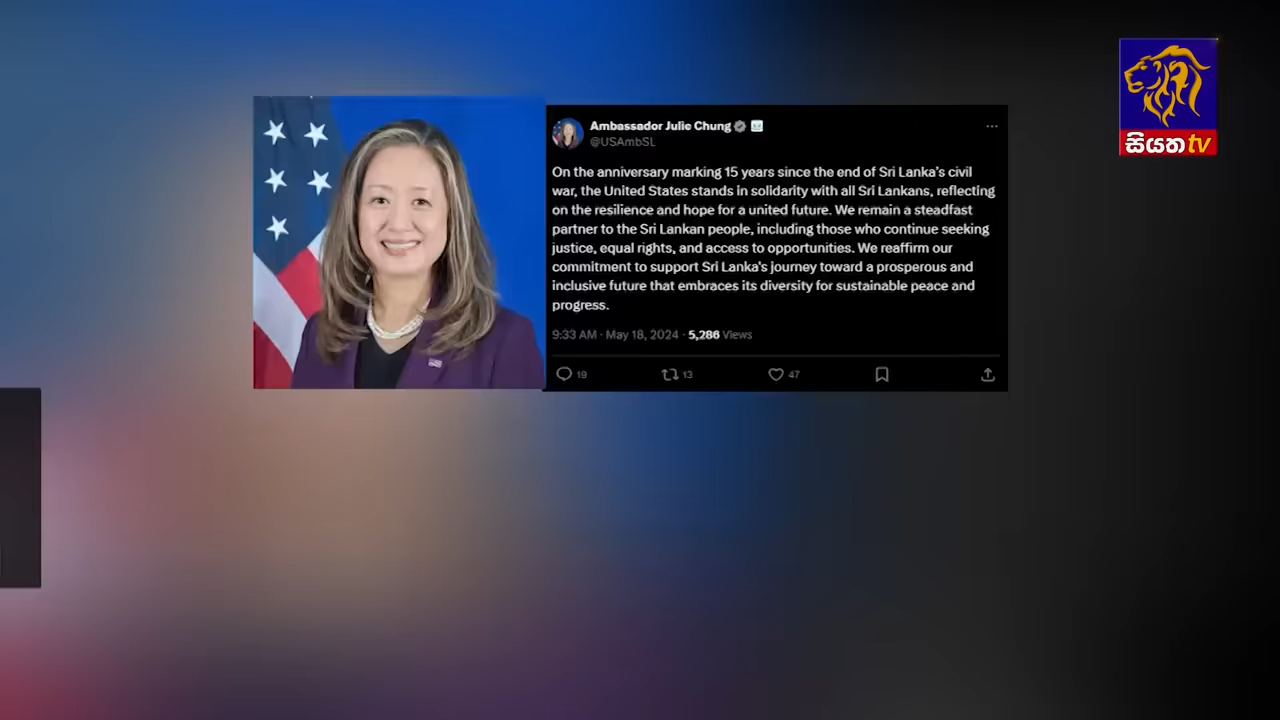 සියත tv
Ambassador Julie Chung
@USAmbSL
On the anniversary marking 15 years since the end of Sri Lanka's civil
war, the United States stands in solidarity with all Sri Lankans, reflecting
on the resilience and hope for a united future. We remain a steadfast
partner to the Sri Lankan people, including those who continue seeking
justice, equal rights, and access to opportunities. We reaffirm our
commitment to support Sri Lanka's journey toward a prosperous and
inclusive future that embraces its diversity for sustainable peace and
progress.
9:33 AM · May 18, 2024 · 5,286 Views
19 13 47